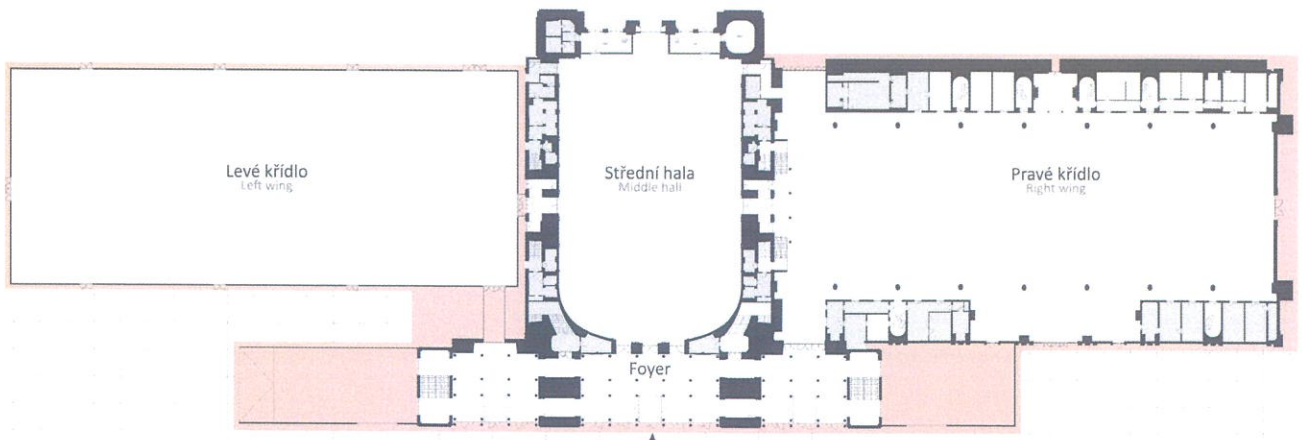 Levé křídlo
Left wing
Střední hala
Middle hall
Pravé křídlo
Right wing
Foyer